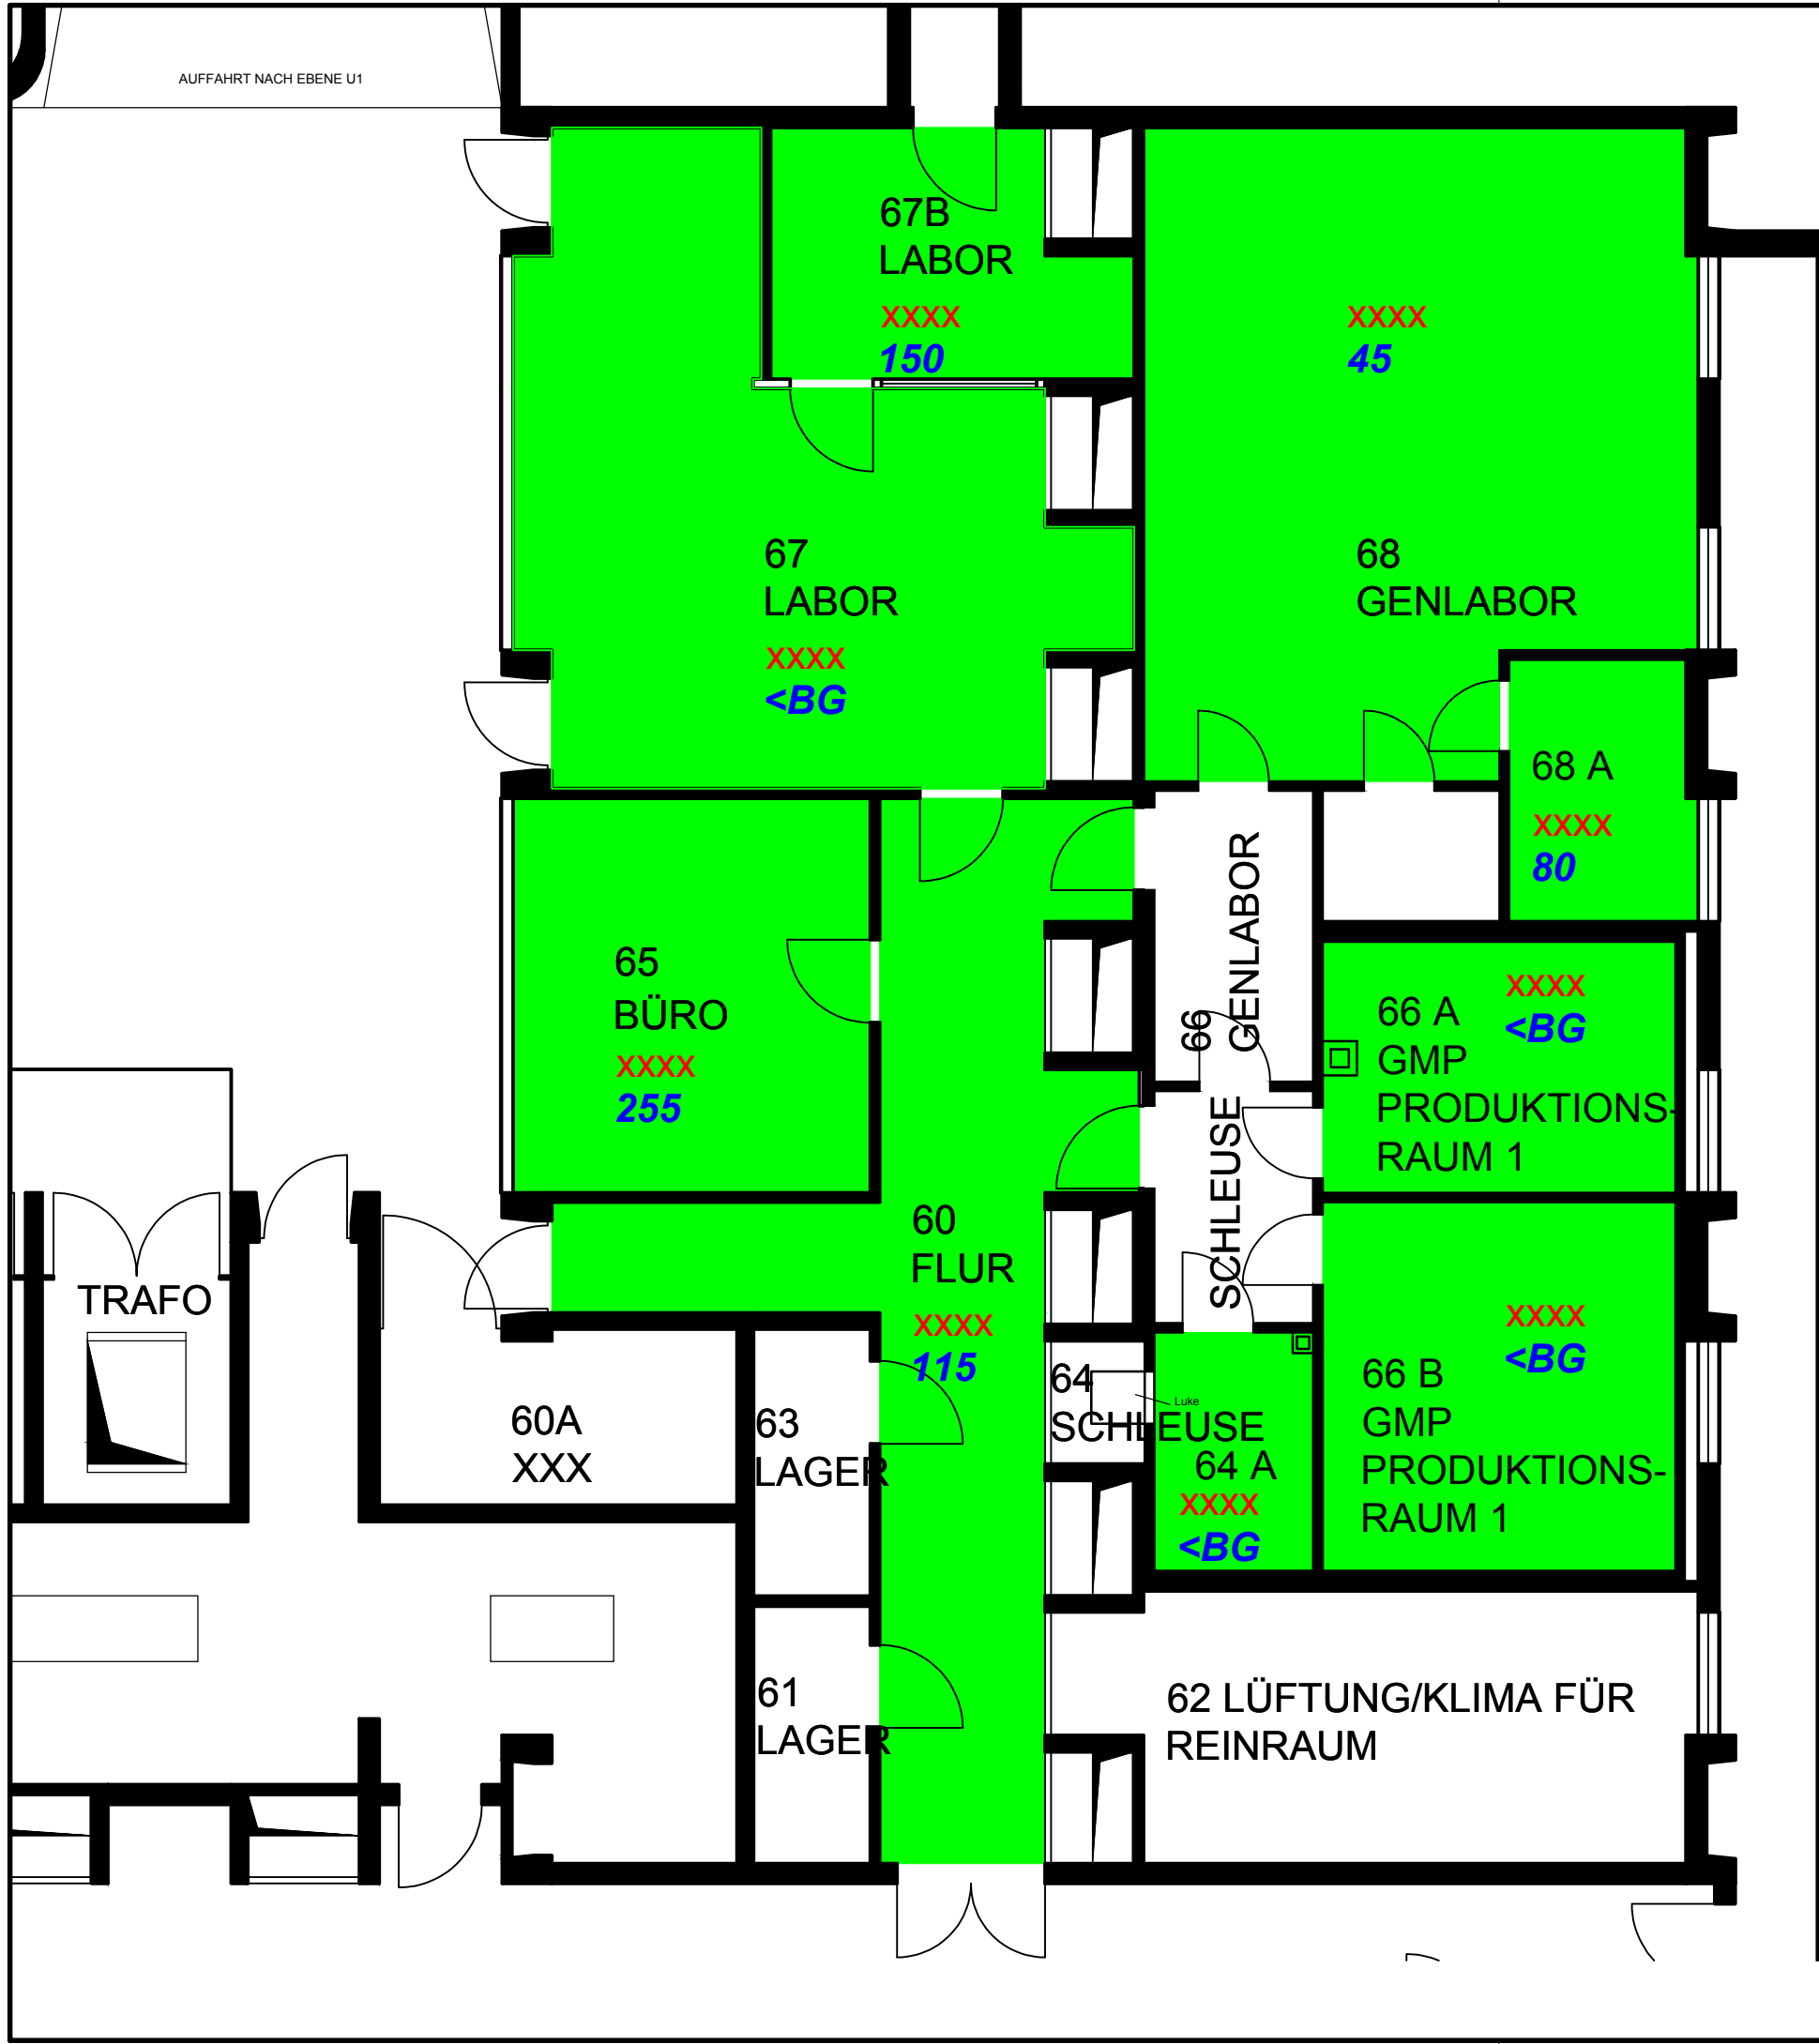 AUFFAHRT NACH EBENE U1
67B
LABOR
xxxx
150
xxxx
45
67
LABOR
xxxx
<BG
68
GENLABOR
68 A
xxxx
80
65
BÜRO
xxxx
255
66
GENLABOR
66 A
GMP
PRODUKTIONS-
RAUM 1
xxxx
<BG
SCHLEUSE
60
FLUR
xxxx
115
TRAFO
60A
XXX
63
LAGER
64
SCHLEUSE
Luke
64 A
xxxx
<BG
xxxx
<BG
66 B
GMP
PRODUKTIONS-
RAUM 1
61
LAGER
62 LÜFTUNG/KLIMA FÜR
REINRAUM